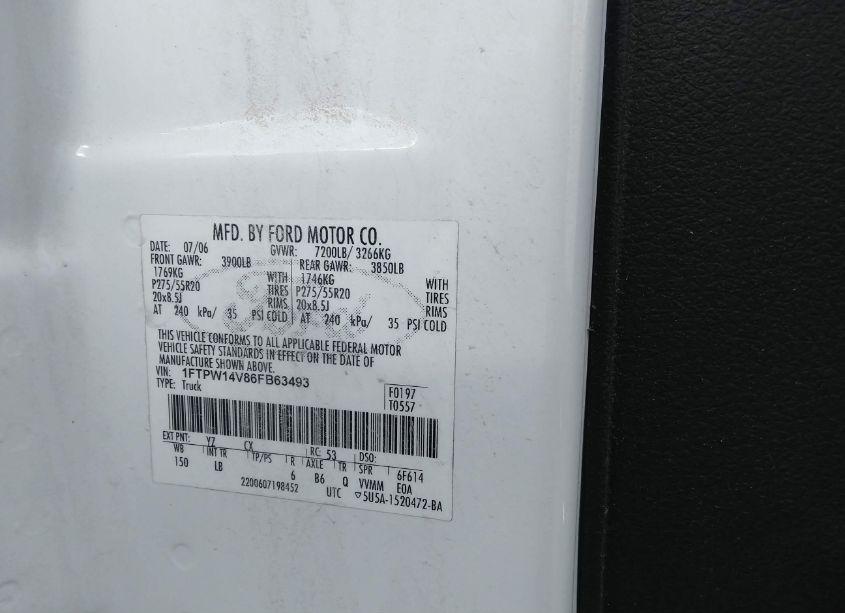 MFD. BY FORD MOTOR CO.
DATE: 07/06 GVWR: 7200LB/ 3266KG
FRONT GAWR: 3900LB REAR GAWR: 3850LB
1769KG WITH 1746KG WITH
P275/55R20 TIRES P275/55R20 TIRES
20x8.5J RIMS 20x8.5J RIMS
AT 240 kPa/ 35 PSI COLD AT 240 kPa/ 35 PSI COLD
THIS VEHICLE CONFORMS TO ALL APPLICABLE FEDERAL MOTOR
VEHICLE SAFETY STANDARDS IN EFFECT ON THE DATE OF
MANUFACTURE SHOWN ABOVE.
VIN: 1FTPW14V86FB63493
TYPE: Truck
F0197
T0557
EXT PNT: YZ CX RC: 53 DSO:
WB INT TR TP/PS R AXLE TR SPR 6F614
150 LB 6 B6 Q VVMM EOA
2200607198452 UTC ▽5U5A-1520472-BA